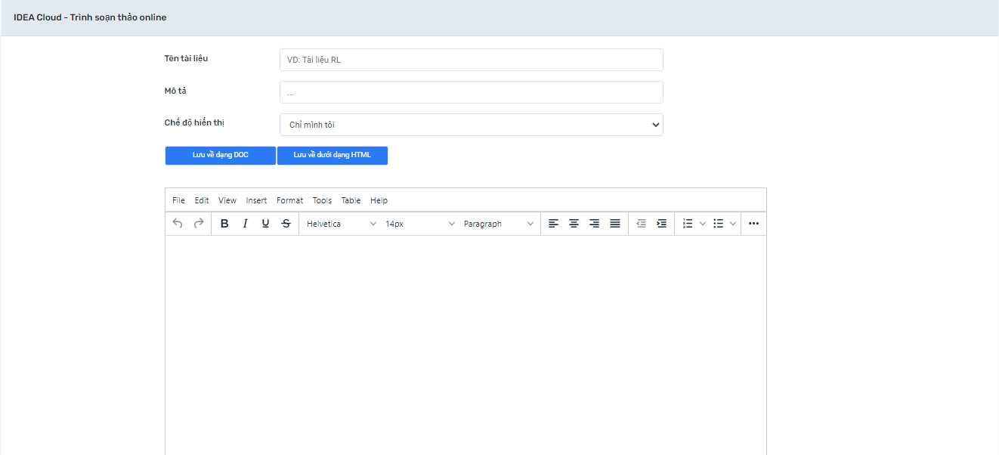 IDEA Cloud - Trình soạn thảo online
Tên tài liệu
VD: Tài liệu RL
Mô tả
...
Chế độ hiển thị
Chỉ mình tôi
Lưu về dạng DOC Lưu về dưới dạng HTML
File Edit View Insert Format Tools Table Help
B I U S Helvetica 14px Paragraph